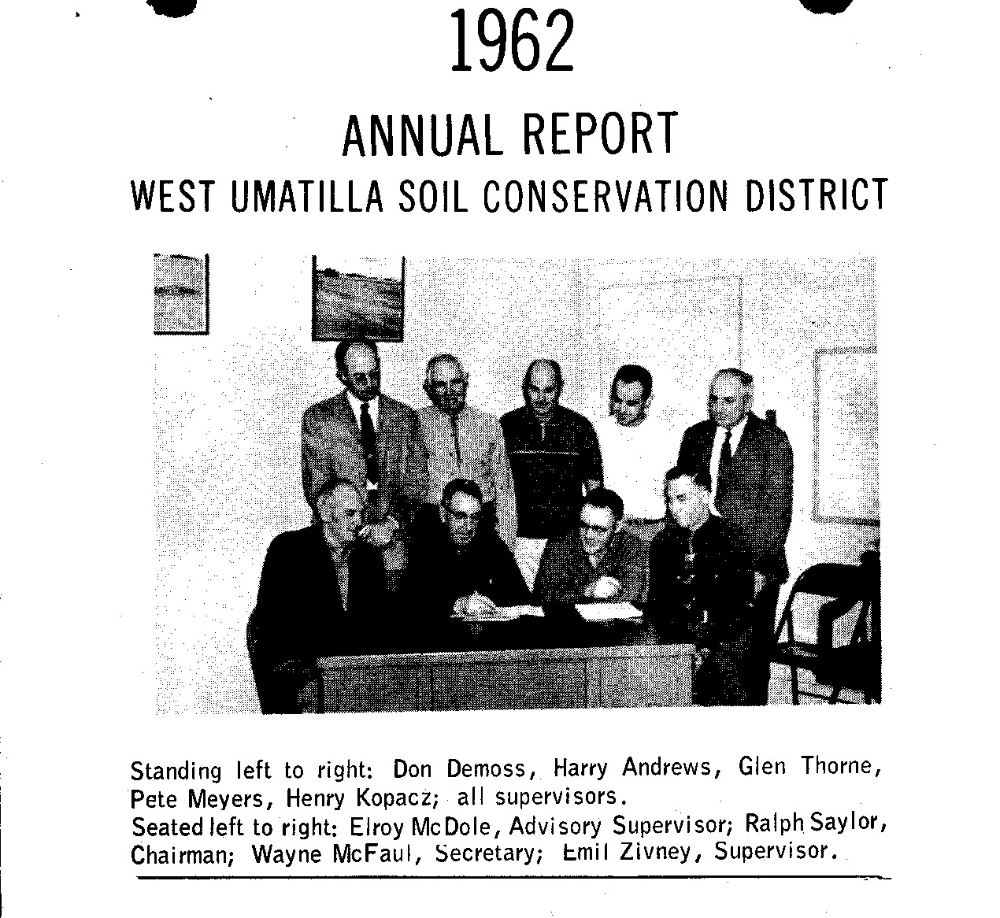 1962
ANNUAL REPORT
WEST UMATILLA SOIL CONSERVATION DISTRICT
Standing left to right: Don Demoss, Harry Andrews, Glen Thorne,
Pete Meyers, Henry Kopacz; all supervisors.
Seated left to right: Elroy McDole, Advisory Supervisor; Ralph Saylor,
Chairman; Wayne McFaul, Secretary; Emil Zivney, Supervisor.